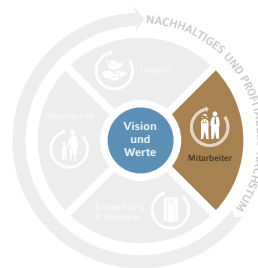 NACHHALTIGES UND PROFITABLES WACHSTUM
Umwelt
Gesellschaft
Vision
und
Werte
Mitarbeiter
Entwicklung
& Produkte